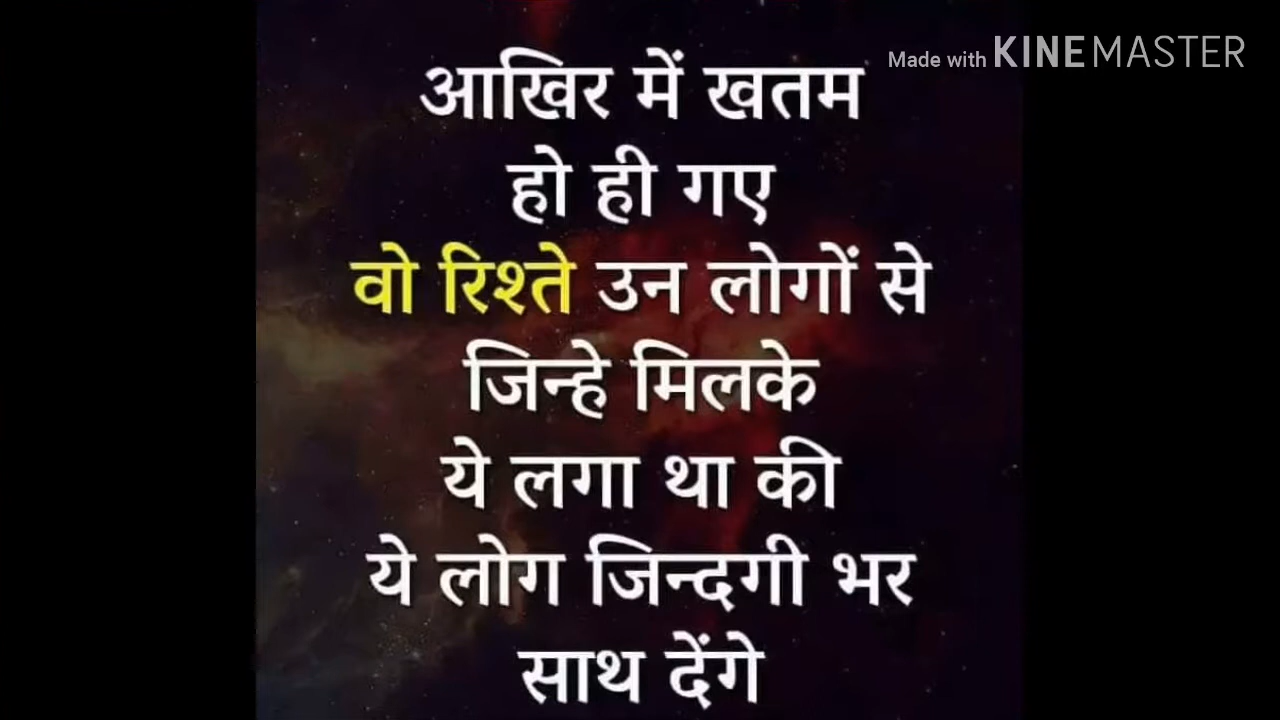 Made with KINEMASTER
आखिर में खतम
हो ही गए
वो रिश्ते उन लोगों से
जिन्हे मिलके
ये लगा था की
ये लोग जिन्दगी भर
साथ देंगे